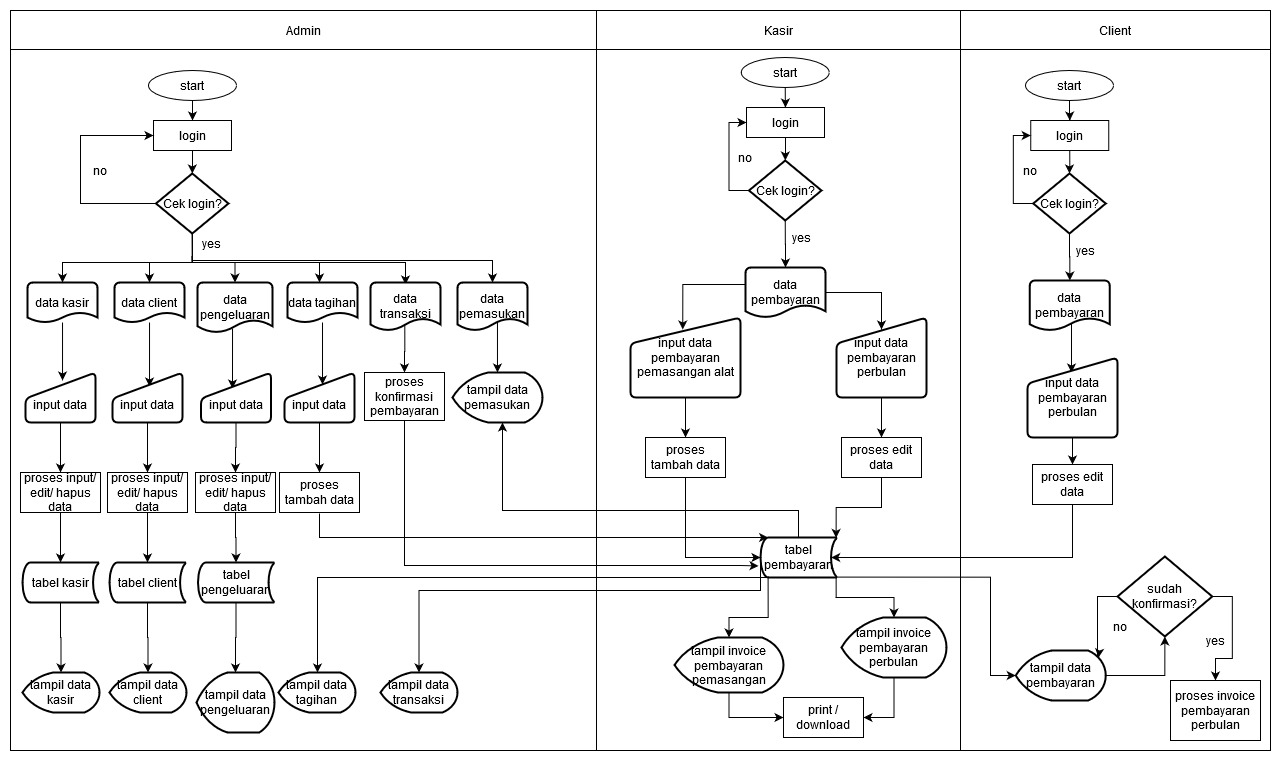 Admin
Kasir
Client
start
login
no
Cek login?
yes
data kasir
data client
data
pengeluaran
data tagihan
data
transaksi
data
pemasukan
input data
input data
input data
input data
proses
konfirmasi
pembayaran
tampil data
pemasukan
proses input/
edit/ hapus
data
proses input/
edit/ hapus
data
proses input/
edit/ hapus
data
proses
tambah data
tabel kasir
tabel client
tabel
pengeluaran
tampil data
kasir
tampil data
client
tampil data
pengeluaran
tampil data
tagihan
tampil data
transaksi
start
login
no
Cek login?
yes
data
pembayaran
input data
pembayaran
pemasangan alat
input data
pembayaran
perbulan
proses
tambah data
proses edit
data
tabel
pembayaran
tampil invoice
pembayaran
pemasangan
tampil invoice
pembayaran
perbulan
print /
download
start
login
no
Cek login?
yes
data
pembayaran
input data
pembayaran
perbulan
proses edit
data
sudah
konfirmasi?
no
yes
tampil data
pembayaran
proses invoice
pembayaran
perbulan